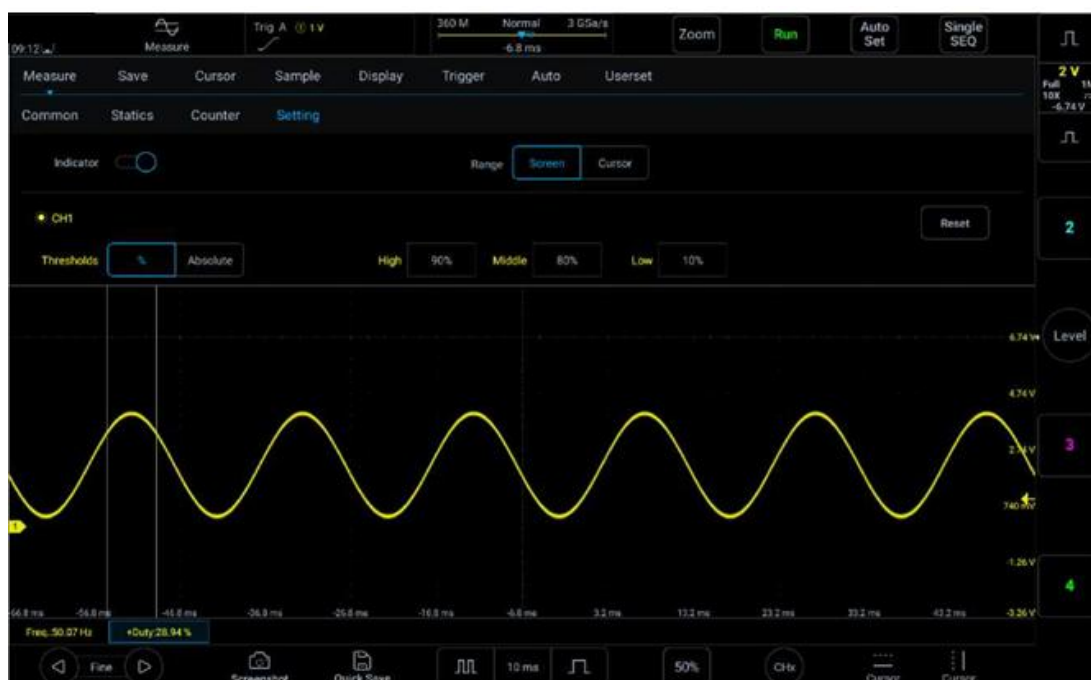 Trig A ① 1 V
360 M Normal 3 GSa/s
09:12
Measure
-6.8 ms
Zoom
Run
Auto Set
Single SEQ
Measure Save Cursor Sample Display Trigger Auto Userset
2 V
Full
10X
-6.74 V
Common Statics Counter Setting
Indicator
Range Screen Cursor
CH1
Reset
2
Thresholds % Absolute High 90% Middle 80% Low 10%
6.74 V
Level
4.74 V
2.74 V
3
740 mV
1
-1.26 V
4
-66.8 ms -56.8 ms -46.8 ms -36.8 ms -26.8 ms -16.8 ms -6.8 ms 3.2 ms 13.2 ms 23.2 ms 33.2 ms 43.2 ms -3.26 V
Freq.:50.07 Hz +Duty:28.94 %
Fine
Screenshot
Quick Save
10 ms
50%
CHx
Cursor
Cursor